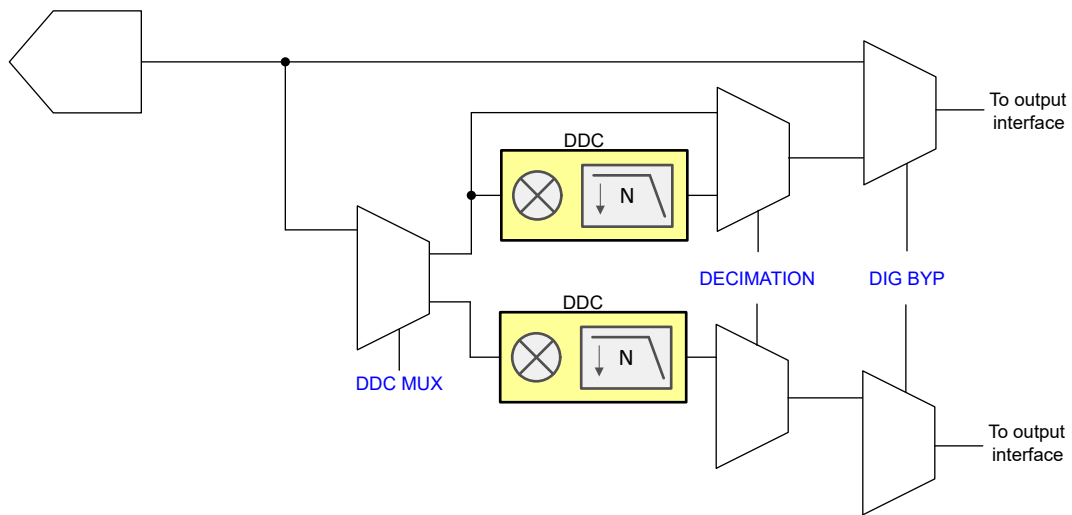 To output
interface
DDC
N
DECIMATION
DIG BYP
DDC
N
DDC MUX
To output
interface